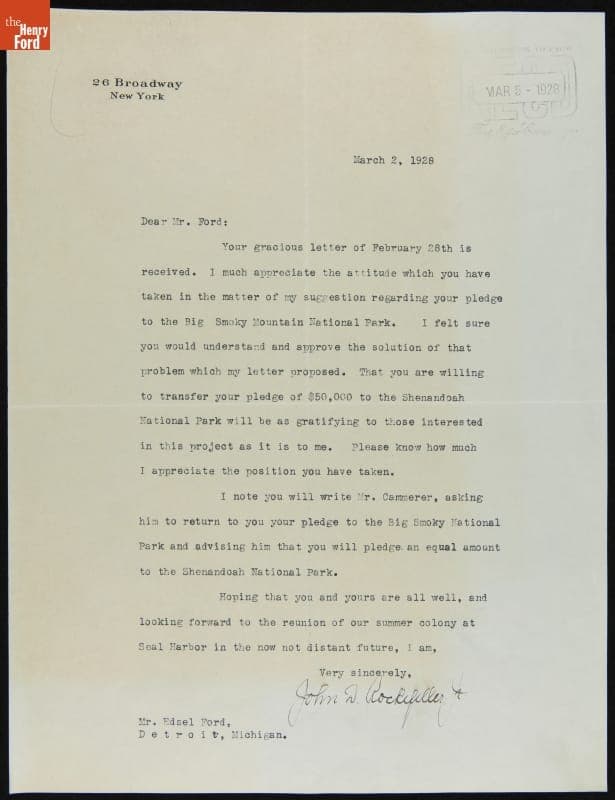 the
Henry
Ford
26 Broadway
New York
MAR 5 - 1928
March 2, 1928
Dear Mr. Ford:
Your gracious letter of February 28th is
received. I much appreciate the attitude which you have
taken in the matter of my suggestion regarding your pledge
to the Big Smoky Mountain National Park. I felt sure
you would understand and approve the solution of that
problem which my letter proposed. That you are willing
to transfer your pledge of $50,000 to the Shenandoah
National Park will be as gratifying to those interested
in this project as it is to me. Please know how much
I appreciate the position you have taken.
I note you will write Mr. Cammerer, asking
him to return to you your pledge to the Big Smoky National
Park and advising him that you will pledge an equal amount
to the Shenandoah National Park.
Hoping that you and yours are all well, and
looking forward to the reunion of our summer colony at
Seal Harbor in the now not distant future, I am,
Very sincerely,
John D. Rockefeller Jr
Mr. Edsel Ford,
Detroit, Michigan.